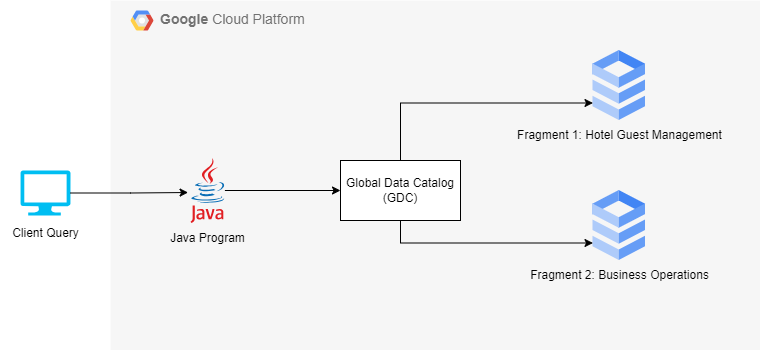 Google Cloud Platform
Fragment 1: Hotel Guest Management
Global Data Catalog
(GDC)
Java
Client Query
Java Program
Fragment 2: Business Operations